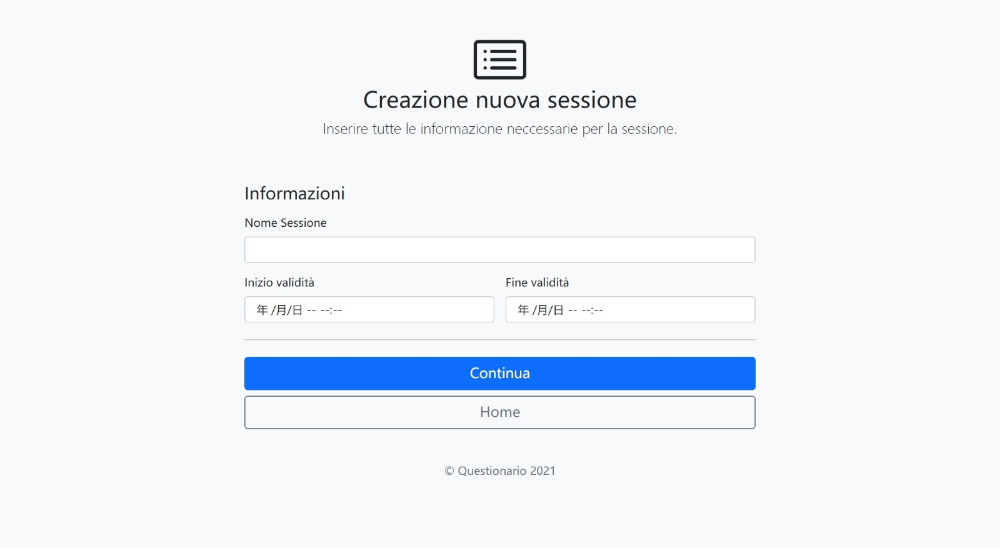 Creazione nuova sessione
Inserire tutte le informazione neccessarie per la sessione.
Informazioni
Nome Sessione
Inizio validità
Fine validità
年 /月/日 -- --:--
年 /月/日 -- --:--
Continua
Home
© Questionario 2021